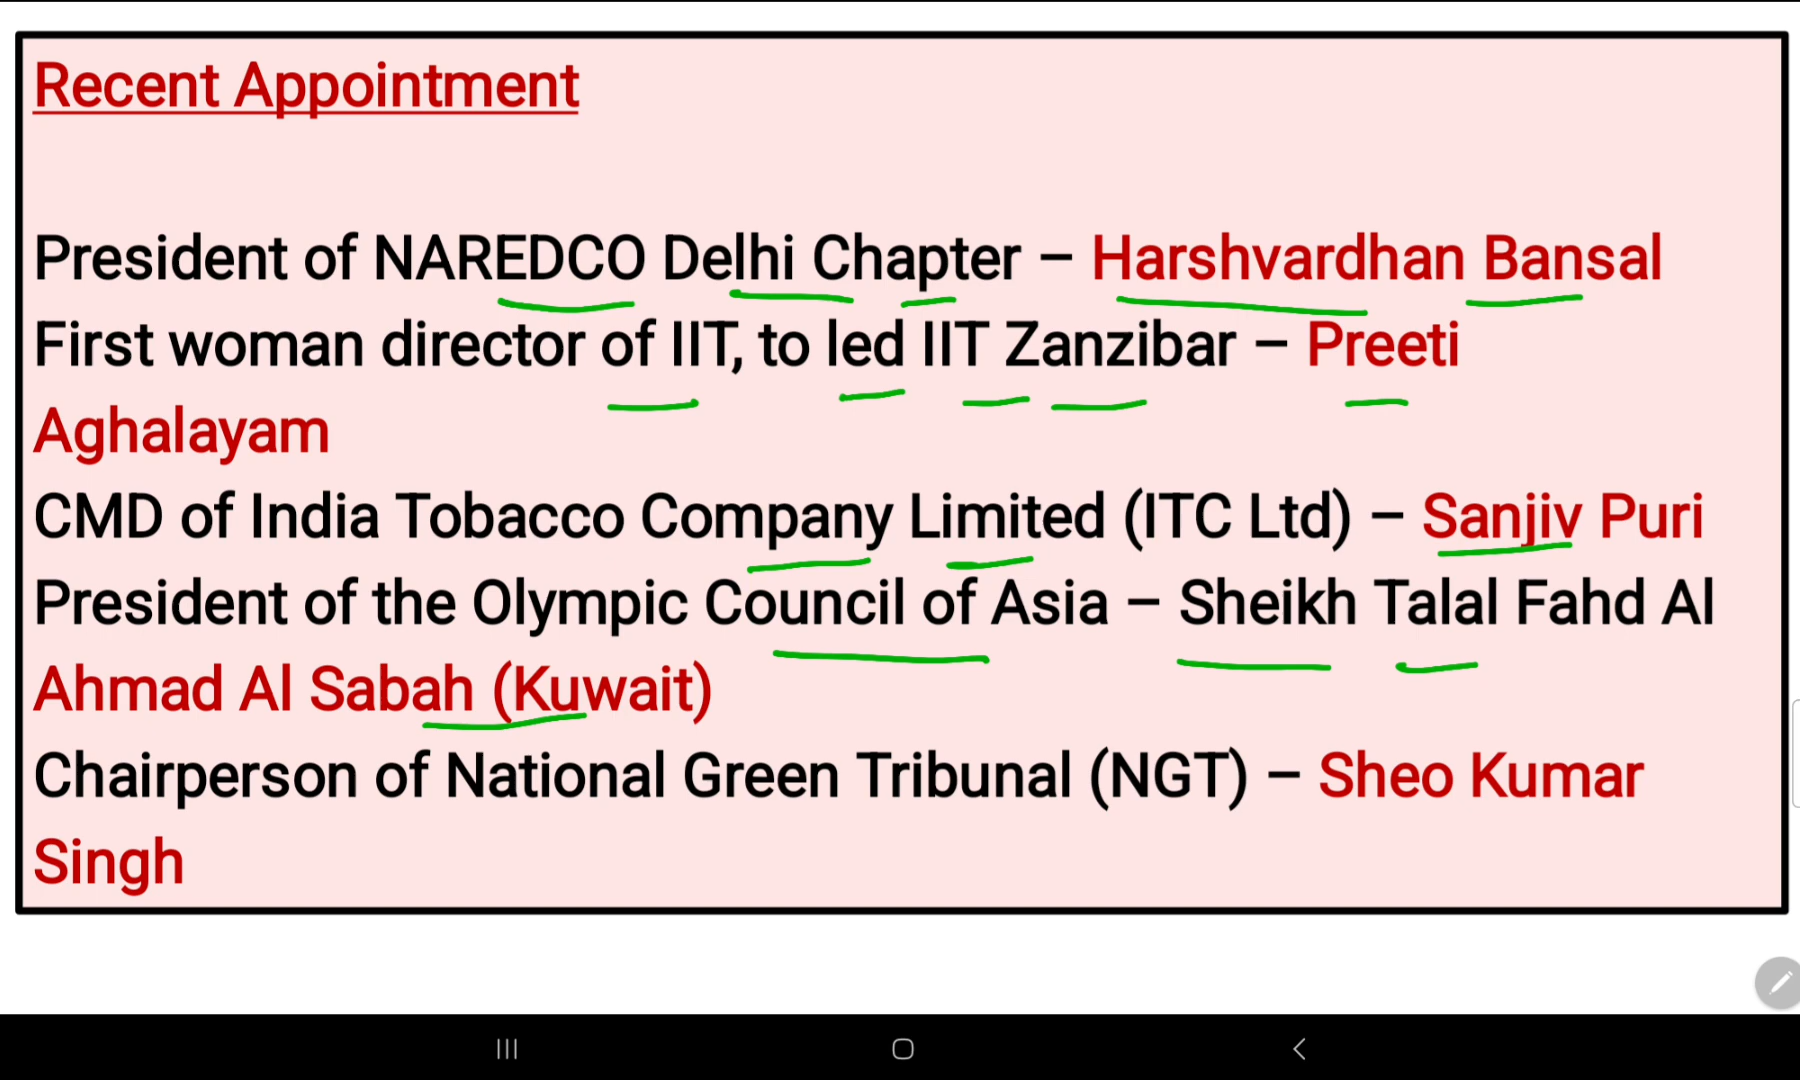 Recent Appointment
President of NAREDCO Delhi Chapter – Harshvardhan Bansal
First woman director of IIT, to led IIT Zanzibar – Preeti
Aghalayam
CMD of India Tobacco Company Limited (ITC Ltd) – Sanjiv Puri
President of the Olympic Council of Asia – Sheikh Talal Fahd Al
Ahmad Al Sabah (Kuwait)
Chairperson of National Green Tribunal (NGT) – Sheo Kumar
Singh